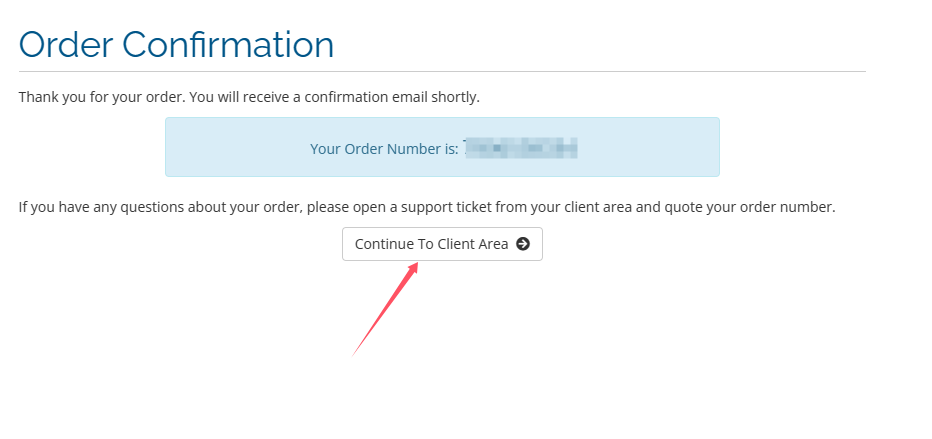 Order Confirmation
Thank you for your order. You will receive a confirmation email shortly.
Your Order Number is:
If you have any questions about your order, please open a support ticket from your client area and quote your order number.
Continue To Client Area